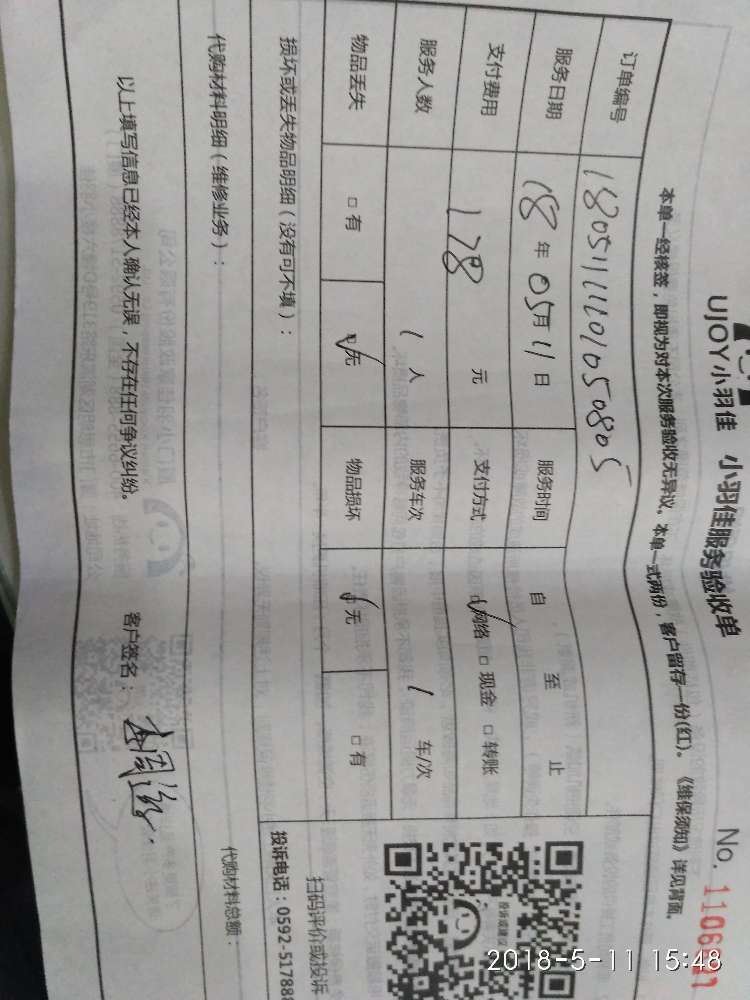 UJOY小羽佳 小羽佳服务验收单
No.
本单一经核签，即视为对本次服务验收无异议。本单一式两份，客户留存一份(红)。《维保须知》详见背面。
订单编号
服务日期 18年05月11日 服务时间 自 至 止
支付费用 178 元 支付方式 网络 □ 现金 □ 转账
服务人数 1 人 服务车次 1 车/次
物品丢失 □ 有 □ 无 物品损坏 □ 无 □ 有
损坏或丢失物品明细（没有可不填）：
扫码评价或投诉
投诉电话：0592-517888
代购材料明细（维修业务）：
代购材料总额：
以上填写信息已经本人确认无误，不存在任何争议纠纷。 客户签名：
2018-5-11 15:48